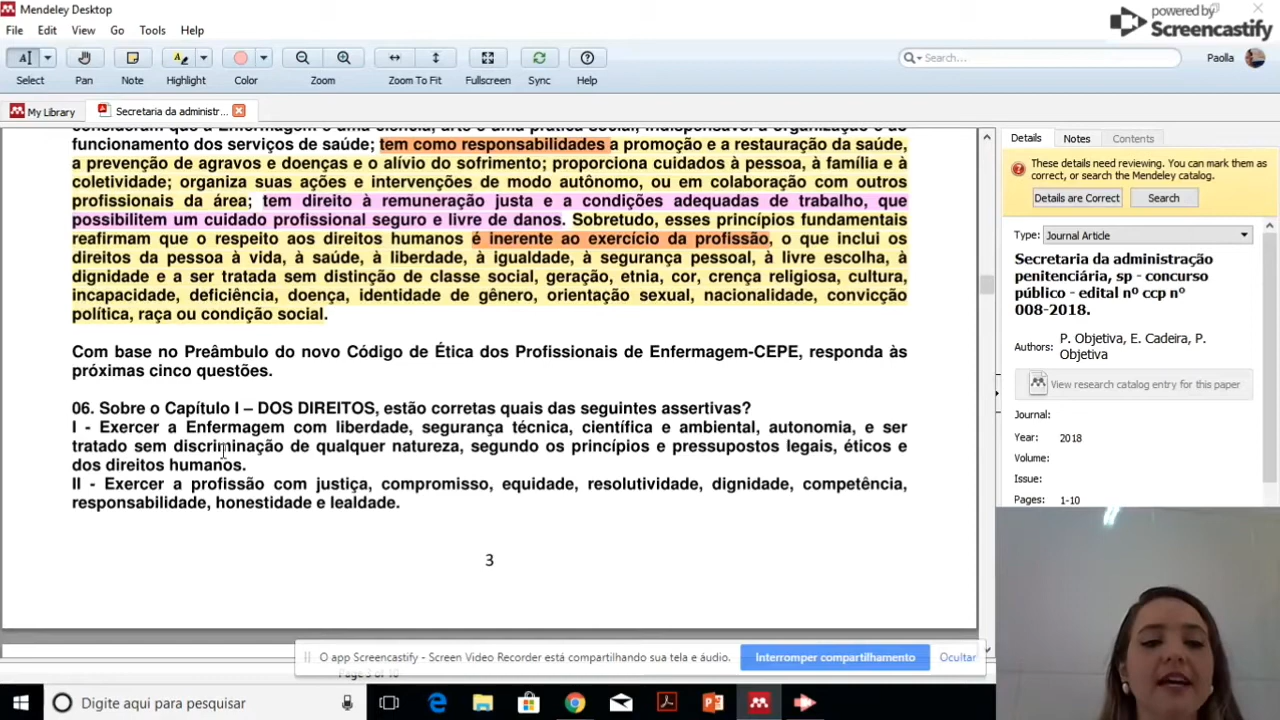 Mendeley Desktop
powered by
Screencastify
File Edit View Go Tools Help
Select Pan Note Highlight Color Zoom Zoom To Fit Fullscreen Sync Help
Search...
Paolla
My Library
Secretaria da administr...
funcionamento dos serviços de saúde; tem como responsabilidades a promoção e a restauração da saúde,
a prevenção de agravos e doenças e o alívio do sofrimento; proporciona cuidados à pessoa, à família e à
coletividade; organiza suas ações e intervenções de modo autônomo, ou em colaboração com outros
profissionais da área; tem direito à remuneração justa e a condições adequadas de trabalho, que
possibilitem um cuidado profissional seguro e livre de danos. Sobretudo, esses princípios fundamentais
reafirmam que o respeito aos direitos humanos é inerente ao exercício da profissão, o que inclui os
direitos da pessoa à vida, à saúde, à liberdade, à igualdade, à segurança pessoal, à livre escolha, à
dignidade e a ser tratada sem distinção de classe social, geração, etnia, cor, crença religiosa, cultura,
incapacidade, deficiência, doença, identidade de gênero, orientação sexual, nacionalidade, convicção
política, raça ou condição social.
Com base no Preâmbulo do novo Código de Ética dos Profissionais de Enfermagem-CEPE, responda às
próximas cinco questões.
06. Sobre o Capítulo I – DOS DIREITOS, estão corretas quais das seguintes assertivas?
I - Exercer a Enfermagem com liberdade, segurança técnica, científica e ambiental, autonomia, e ser
tratado sem discriminação de qualquer natureza, segundo os princípios e pressupostos legais, éticos e
dos direitos humanos.
II - Exercer a profissão com justiça, compromisso, equidade, resolutividade, dignidade, competência,
responsabilidade, honestidade e lealdade.
3
Details Notes Contents
These details need reviewing. You can mark them as
correct, or search the Mendeley catalog.
Details are Correct Search
Type: Journal Article
Secretaria da administração
penitenciária, sp - concurso
público - edital nº ccp nº
008-2018.
Authors: P. Objetiva, E. Cadeira, P.
Objetiva
View research catalog entry for this paper
Journal:
Year: 2018
Volume:
Issue:
Pages: 1-10
O app Screencastify - Screen Video Recorder está compartilhando sua tela e áudio.
Interromper compartilhamento
Ocultar
Digite aqui para pesquisar